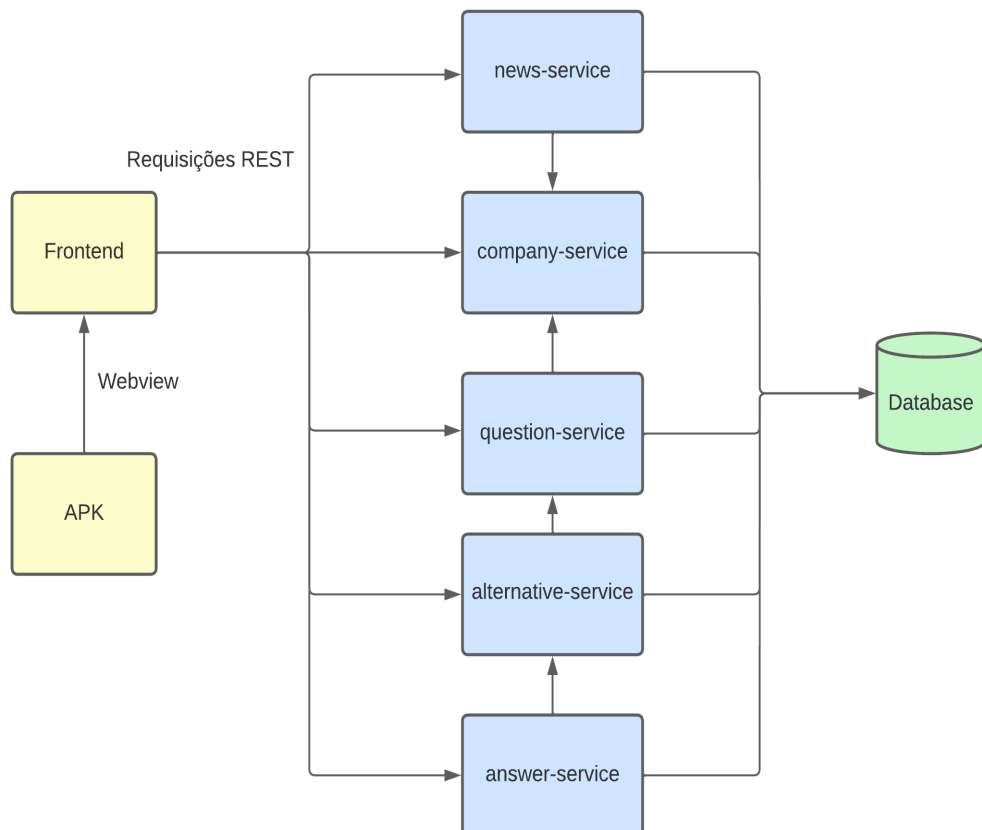 news-service
Requisições REST
Frontend
company-service
Webview
Database
question-service
APK
alternative-service
answer-service